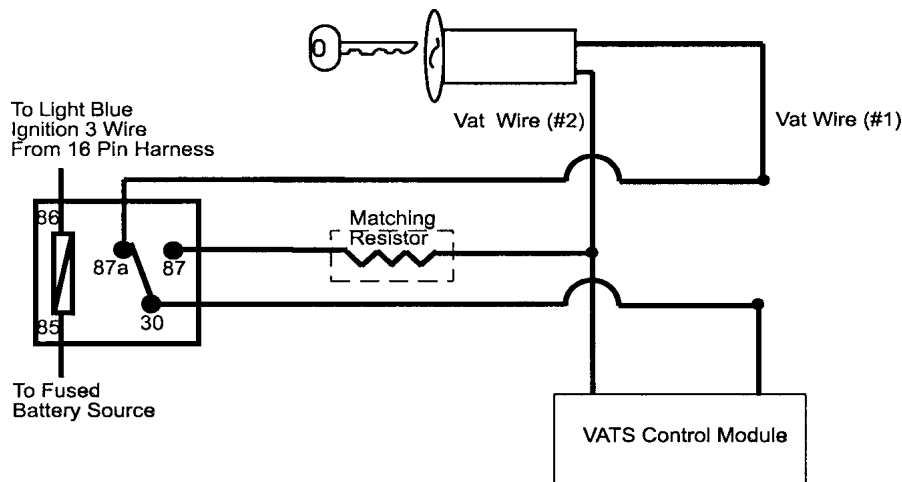 Vat Wire (#2)
Vat Wire (#1)
To Light Blue
Ignition 3 Wire
From 16 Pin Harness
86
87a
87
85
30
Matching
Resistor
To Fused
Battery Source
VATS Control Module